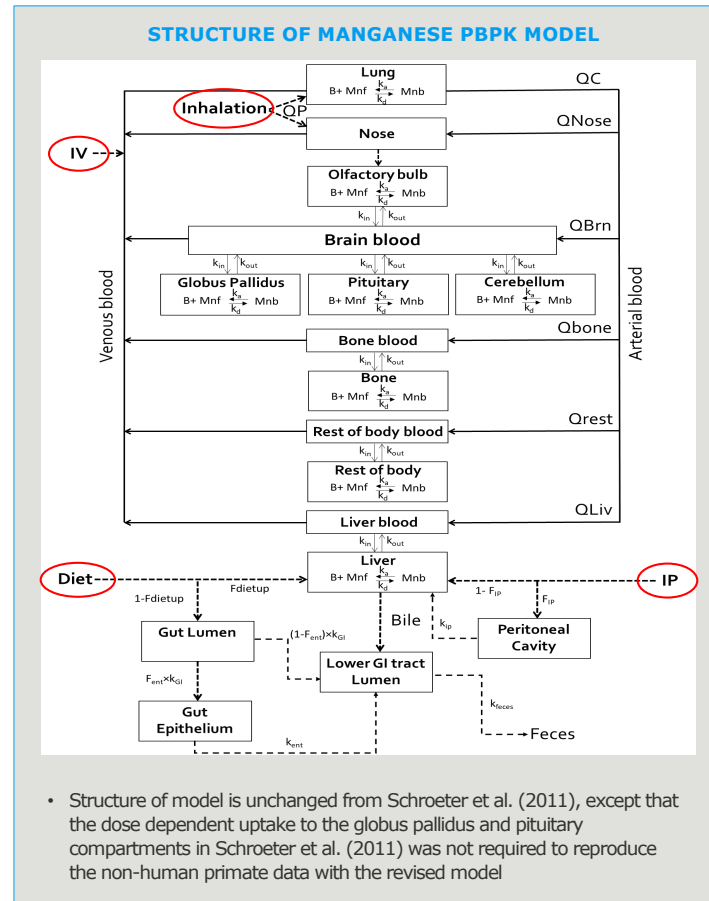 STRUCTURE OF MANGANESE PBPK MODEL
Lung
B+ Mnf ka kd Mnb
QC
Inhalation
QP
Nose
QNose
IV
Olfactory bulb
B+ Mnf ka kd Mnb
kin kout
Brain blood
QBrn
kin kout
kin kout
kin kout
Globus Pallidus
B+ Mnf ka kd Mnb
Pituitary
B+ Mnf ka kd Mnb
Cerebellum
B+ Mnf ka kd Mnb
Venous blood
Arterial blood
Bone blood
Qbone
kin kout
Bone
B+ Mnf ka kd Mnb
Rest of body blood
Qrest
kin kout
Rest of body
B+ Mnf ka kd Mnb
Liver blood
QLiv
kin kout
Liver
B+ Mnf ka kd Mnb
Diet
Fdietup
1-Fdietup
IP
1- FIP
FIP
kip
Bile
Gut Lumen
(1-Fent)×kGI
Peritoneal
Cavity
Lower GI tract
Lumen
Fent×kGI
Gut
Epithelium
kent
kfeces
Feces
• Structure of model is unchanged from Schroeter et al. (2011), except that
the dose dependent uptake to the globus pallidus and pituitary
compartments in Schroeter et al. (2011) was not required to reproduce
the non-human primate data with the revised model